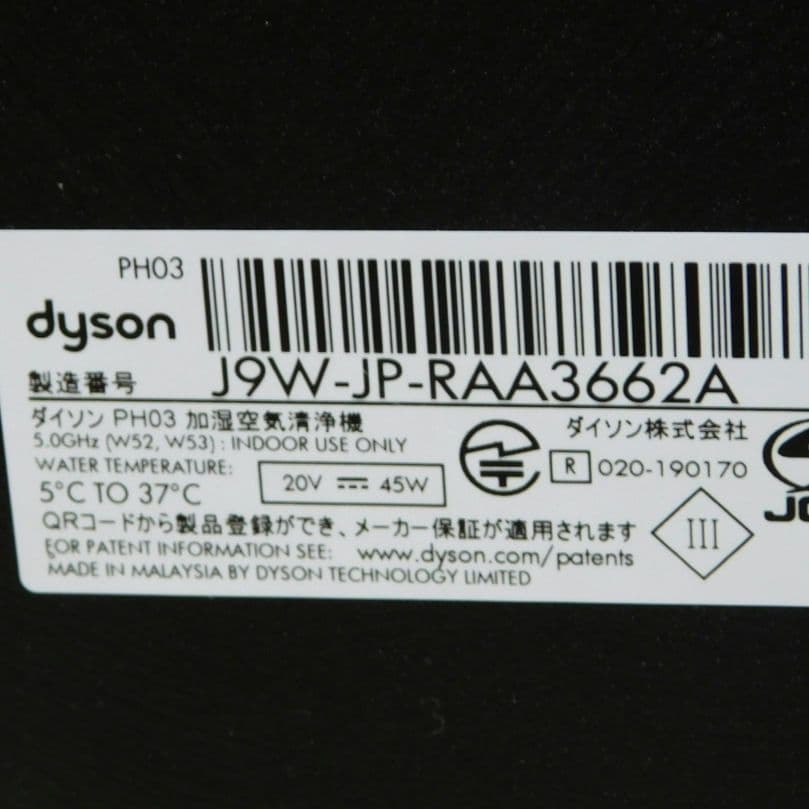 PH03
dyson
製造番号 J9W-JP-RAA3662A
ダイソン PH03 加湿空気清浄機
ダイソン株式会社
5.0GHz (W52, W53) : INDOOR USE ONLY
R 020-190170
WATER TEMPERATURE:
5°C TO 37°C
20V ⎓ 45W
QRコードから製品登録ができ、メーカー保証が適用されます
III
FOR PATENT INFORMATION SEE: www.dyson.com/patents
MADE IN MALAYSIA BY DYSON TECHNOLOGY LIMITED